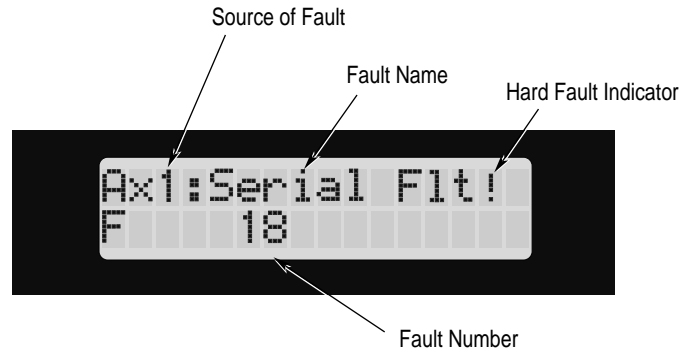 Source of Fault
Fault Name
Hard Fault Indicator
Ax1:Serial Flt!
F 18
Fault Number